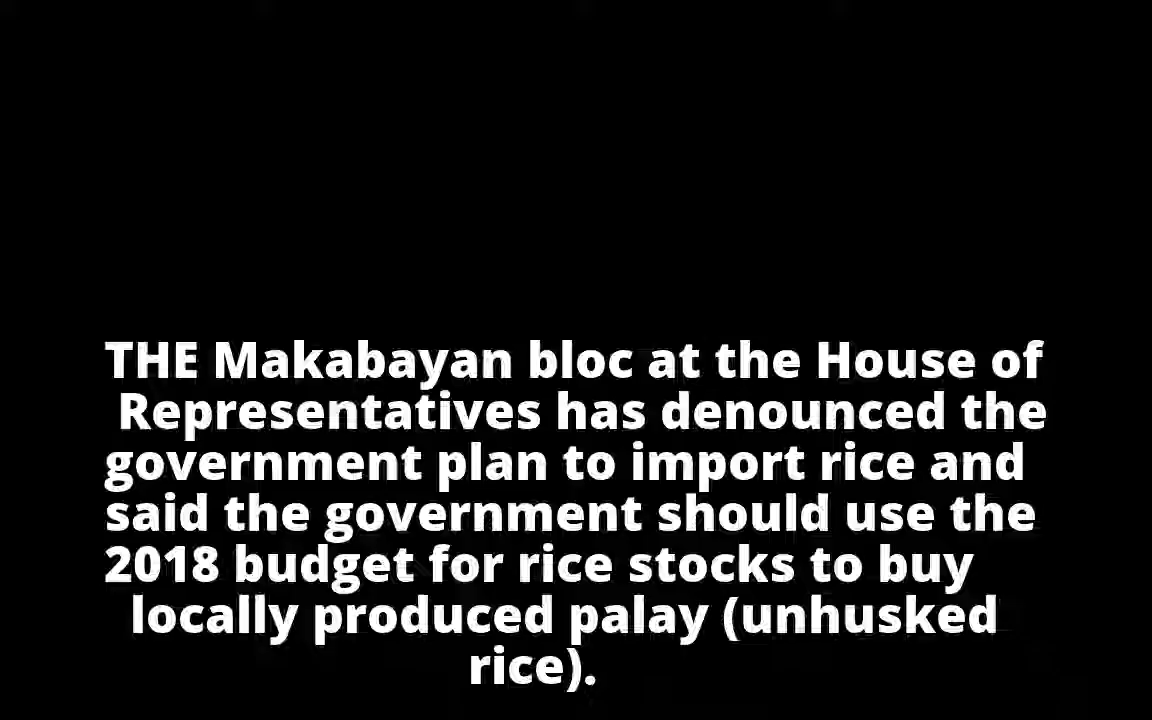 THE Makabayan bloc at the House of
Representatives has denounced the
government plan to import rice and
said the government should use the
2018 budget for rice stocks to buy
locally produced palay (unhusked
rice).